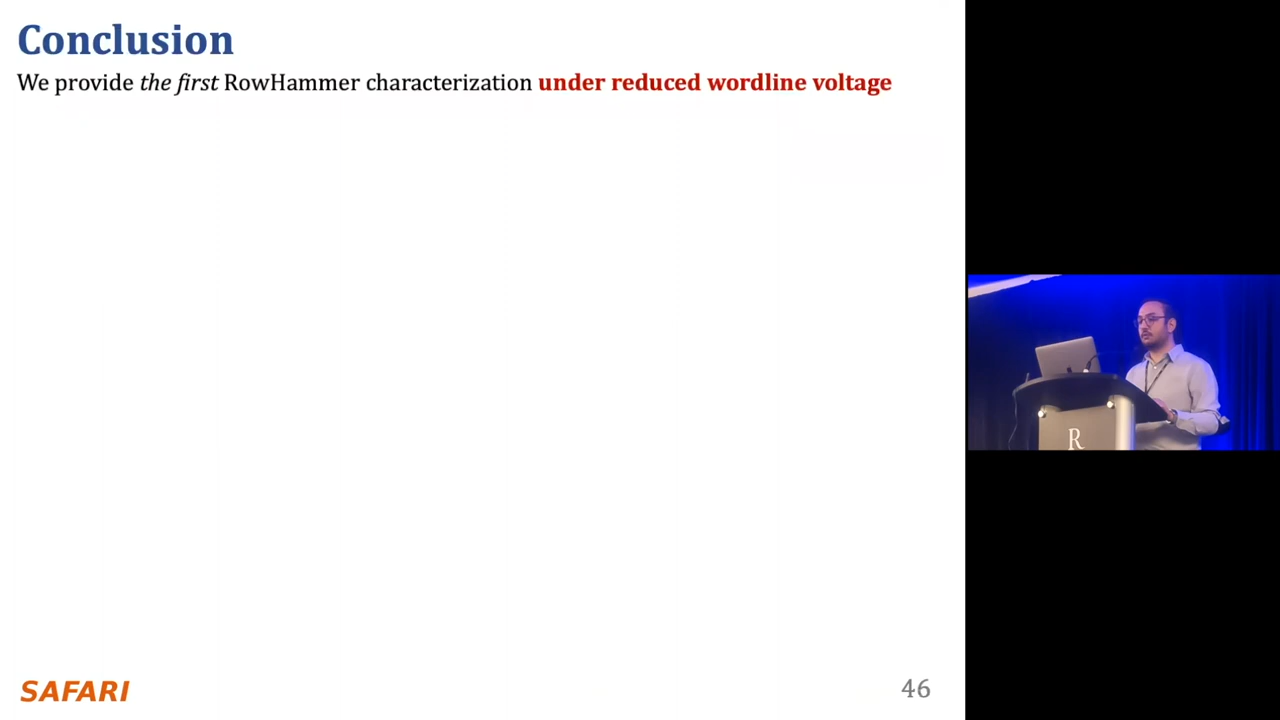 Conclusion
We provide the first RowHammer characterization under reduced wordline voltage
SAFARI
46
R